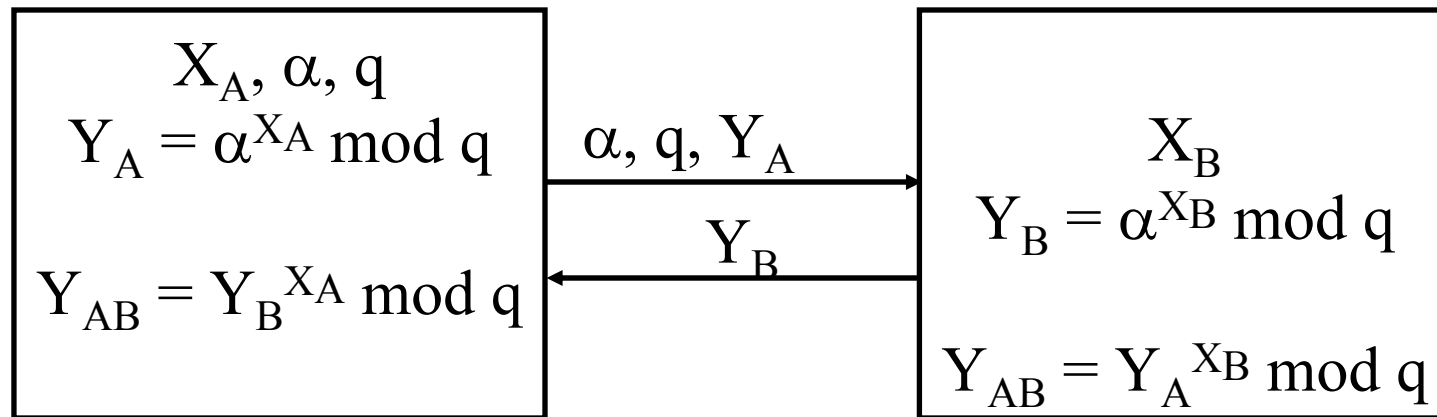 X_A, α, q
Y_A = α^X_A mod q
Y_AB = Y_B^X_A mod q
α, q, Y_A
Y_B
X_B
Y_B = α^X_B mod q
Y_AB = Y_A^X_B mod q